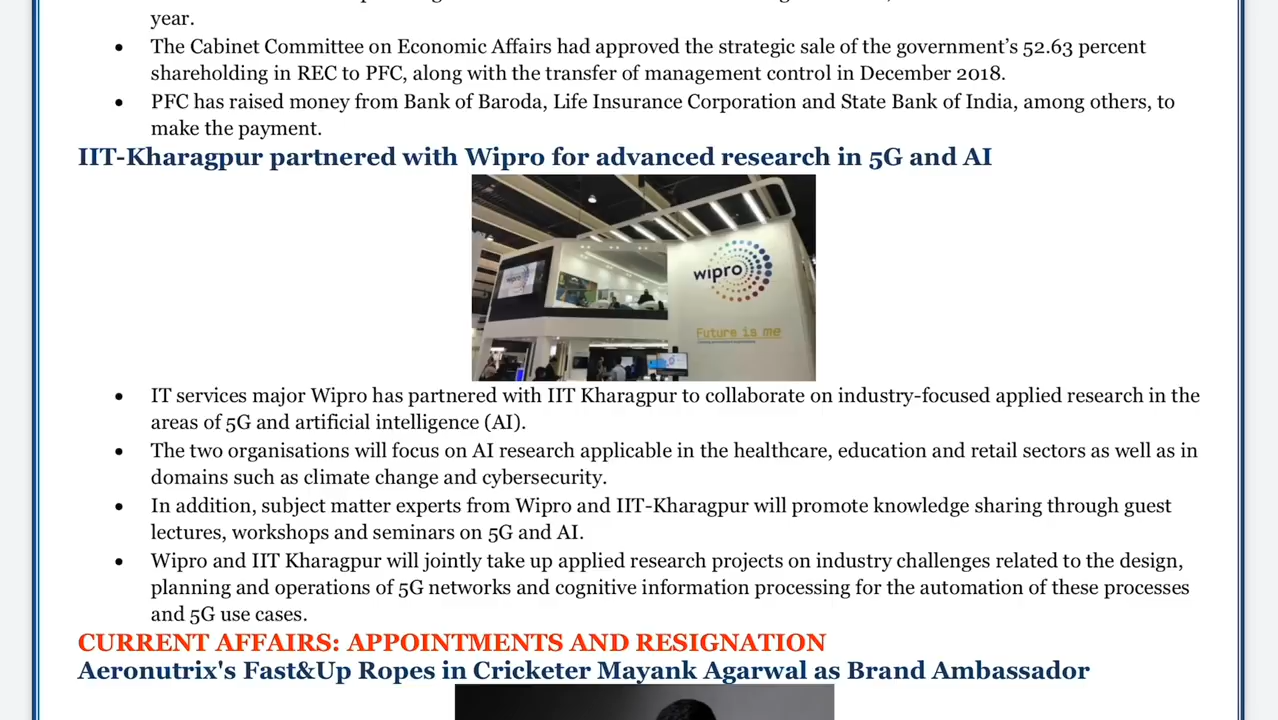 year.
• The Cabinet Committee on Economic Affairs had approved the strategic sale of the government’s 52.63 percent
shareholding in REC to PFC, along with the transfer of management control in December 2018.
• PFC has raised money from Bank of Baroda, Life Insurance Corporation and State Bank of India, among others, to
make the payment.
IIT-Kharagpur partnered with Wipro for advanced research in 5G and AI
wipro
wipro
Future is me
• IT services major Wipro has partnered with IIT Kharagpur to collaborate on industry-focused applied research in the
areas of 5G and artificial intelligence (AI).
• The two organisations will focus on AI research applicable in the healthcare, education and retail sectors as well as in
domains such as climate change and cybersecurity.
• In addition, subject matter experts from Wipro and IIT-Kharagpur will promote knowledge sharing through guest
lectures, workshops and seminars on 5G and AI.
• Wipro and IIT Kharagpur will jointly take up applied research projects on industry challenges related to the design,
planning and operations of 5G networks and cognitive information processing for the automation of these processes
and 5G use cases.
CURRENT AFFAIRS: APPOINTMENTS AND RESIGNATION
Aeronutrix's Fast&Up Ropes in Cricketer Mayank Agarwal as Brand Ambassador